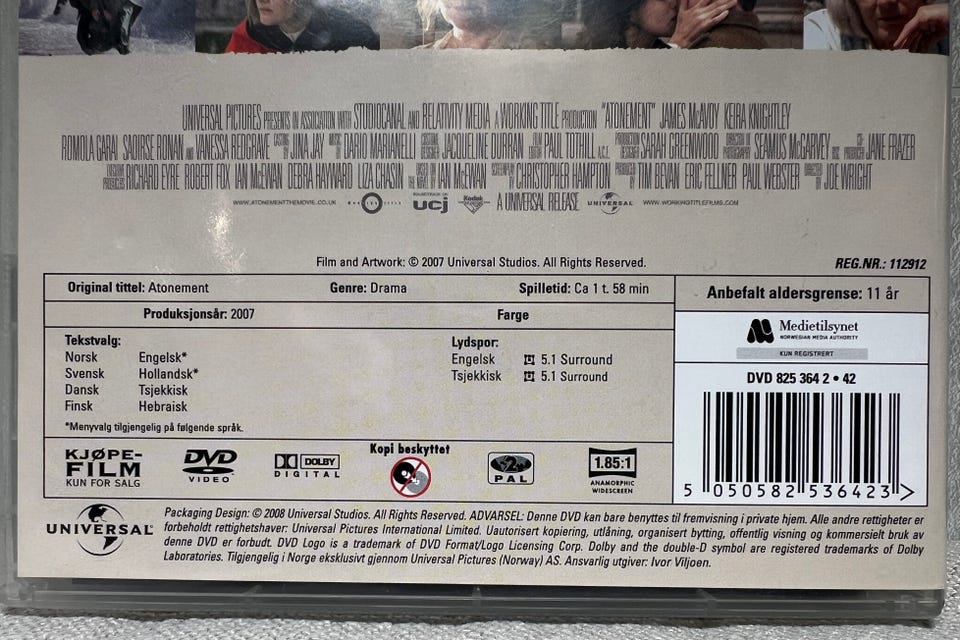 UNIVERSAL PICTURES PRESENTS IN ASSOCIATION WITH STUDIOCANAL AND RELATIVITY MEDIA A WORKING TITLE PRODUCTION "ATONEMENT" JAMES McAVOY KEIRA KNIGHTLEY
ROMOLA GARAI SAOIRSE RONAN AND VANESSA REDGRAVE CASTING BY JINA JAY MUSIC BY DARIO MARIANELLI COSTUME DESIGNER JACQUELINE DURRAN FILM EDITOR PAUL TOTHILL A.C.E. PRODUCTION DESIGNER SARAH GREENWOOD DIRECTOR OF PHOTOGRAPHY SEAMUS McGARVEY BSC CO-PRODUCER JANE FRAZER
EXECUTIVE PRODUCERS RICHARD EYRE ROBERT FOX IAN McEWAN DEBRA HAYWARD LIZA CHASIN BASED ON THE NOVEL BY IAN McEWAN SCREENPLAY BY CHRISTOPHER HAMPTON PRODUCED BY TIM BEVAN ERIC FELLNER PAUL WEBSTER DIRECTED BY JOE WRIGHT
WWW.ATONEMENTTHEMOVIE.CO.UK SOUNDTRACK ON ucj Kodak A UNIVERSAL RELEASE UNIVERSAL WWW.WORKINGTITLEFILMS.COM
Film and Artwork: © 2007 Universal Studios. All Rights Reserved.
REG.NR.: 112912
Original tittel: Atonement Genre: Drama Spilletid: Ca 1 t. 58 min
Produksjonsår: 2007 Farge
Anbefalt aldersgrense: 11 år
Medietilsynet
NORWEGIAN MEDIA AUTHORITY
KUN REGISTRERT
Tekstvalg:
Norsk Engelsk*
Svensk Hollandsk*
Dansk Tsjekkisk
Finsk Hebraisk
*Menyvalg tilgjengelig på følgende språk.
Lydspor:
Engelsk 5.1 Surround
Tsjekkisk 5.1 Surround
DVD 825 364 2 • 42
5 050582 536423 >
KJØPE-
FILM
KUN FOR SALG
DVD
VIDEO
DOLBY
DIGITAL
Kopi beskyttet
2
PAL
1.85:1
ANAMORPHIC
WIDESCREEN
UNIVERSAL
Packaging Design: © 2008 Universal Studios. All Rights Reserved. ADVARSEL: Denne DVD kan bare benyttes til fremvisning i private hjem. Alle andre rettigheter er
forbeholdt rettighetshaver: Universal Pictures International Limited. Uautorisert kopiering, utlåning, organisert bytting, offentlig visning og kommersielt bruk av
denne DVD er forbudt. DVD Logo is a trademark of DVD Format/Logo Licensing Corp. Dolby and the double-D symbol are registered trademarks of Dolby
Laboratories. Tilgjengelig i Norge eksklusivt gjennom Universal Pictures (Norway) AS. Ansvarlig utgiver: Ivor Viljoen.